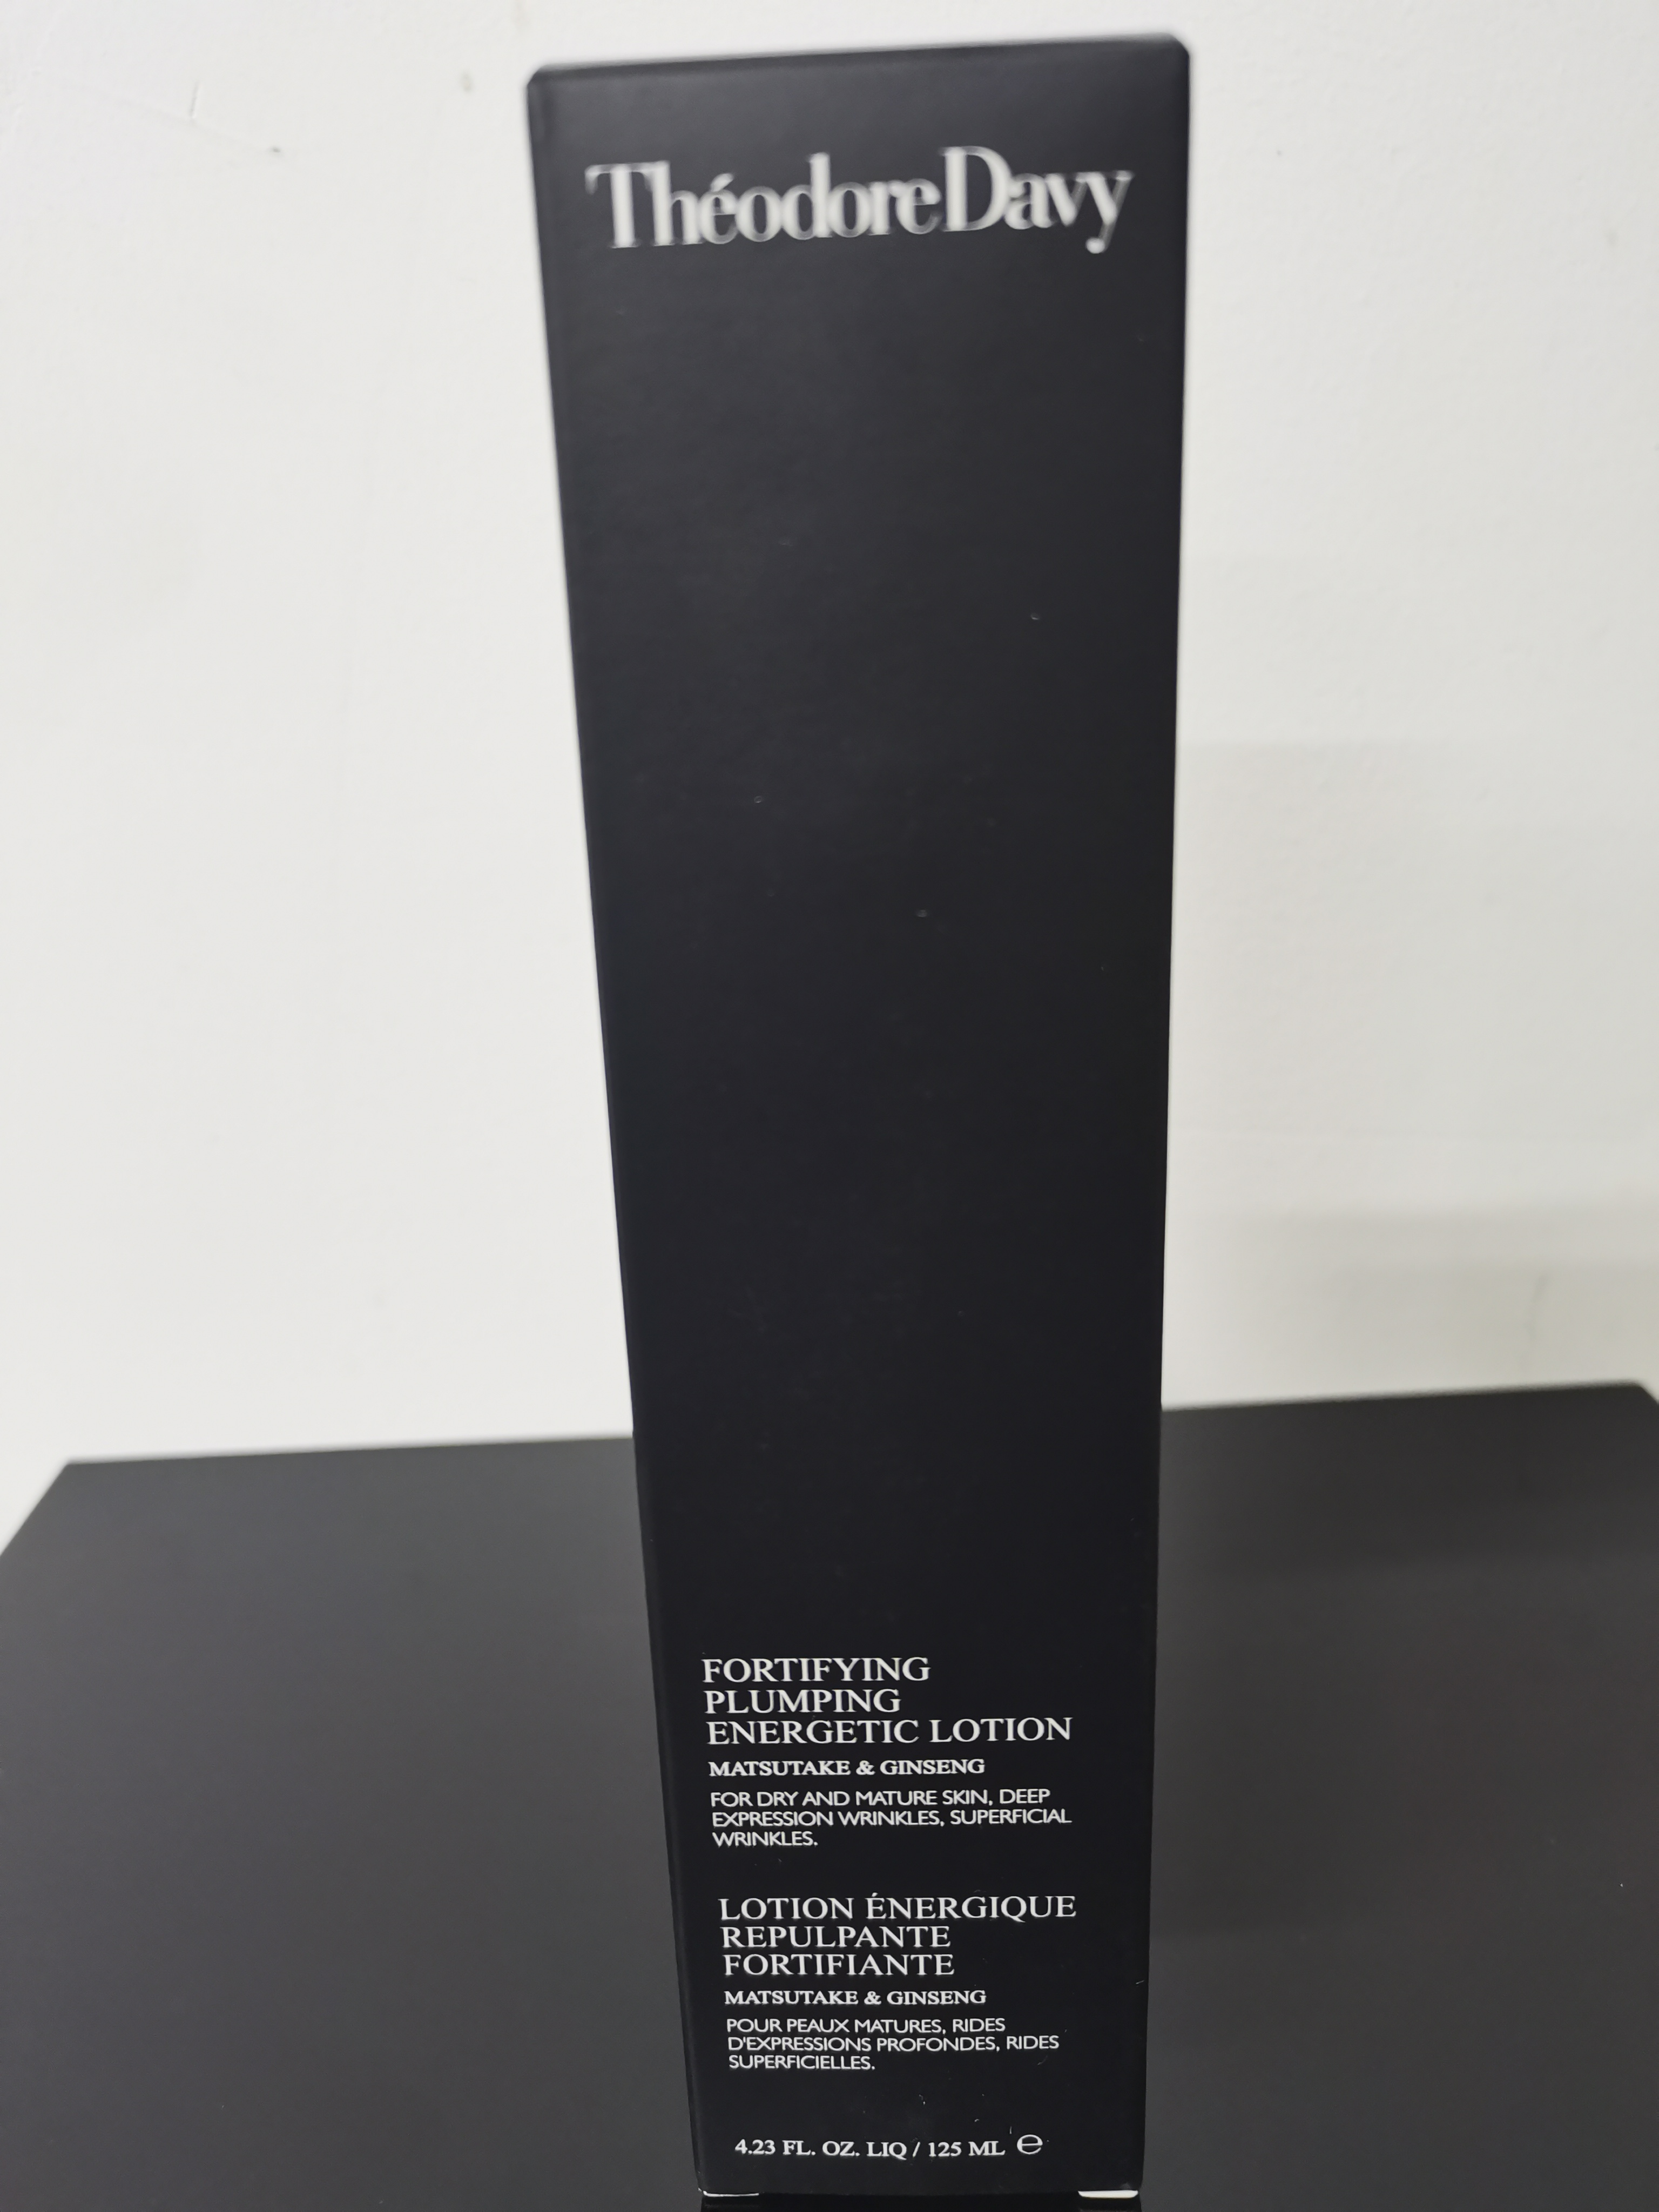 ThéodoreDavy
FORTIFYING
PLUMPING
ENERGETIC LOTION
MATSUTAKE & GINSENG
FOR DRY AND MATURE SKIN, DEEP
EXPRESSION WRINKLES, SUPERFICIAL
WRINKLES.
LOTION ÉNERGIQUE
REPULPANTE
FORTIFIANTE
MATSUTAKE & GINSENG
POUR PEAUX MATURES, RIDES
D'EXPRESSIONS PROFONDES, RIDES
SUPERFICIELLES.
4.23 FL. OZ. LIQ / 125 ML ℮